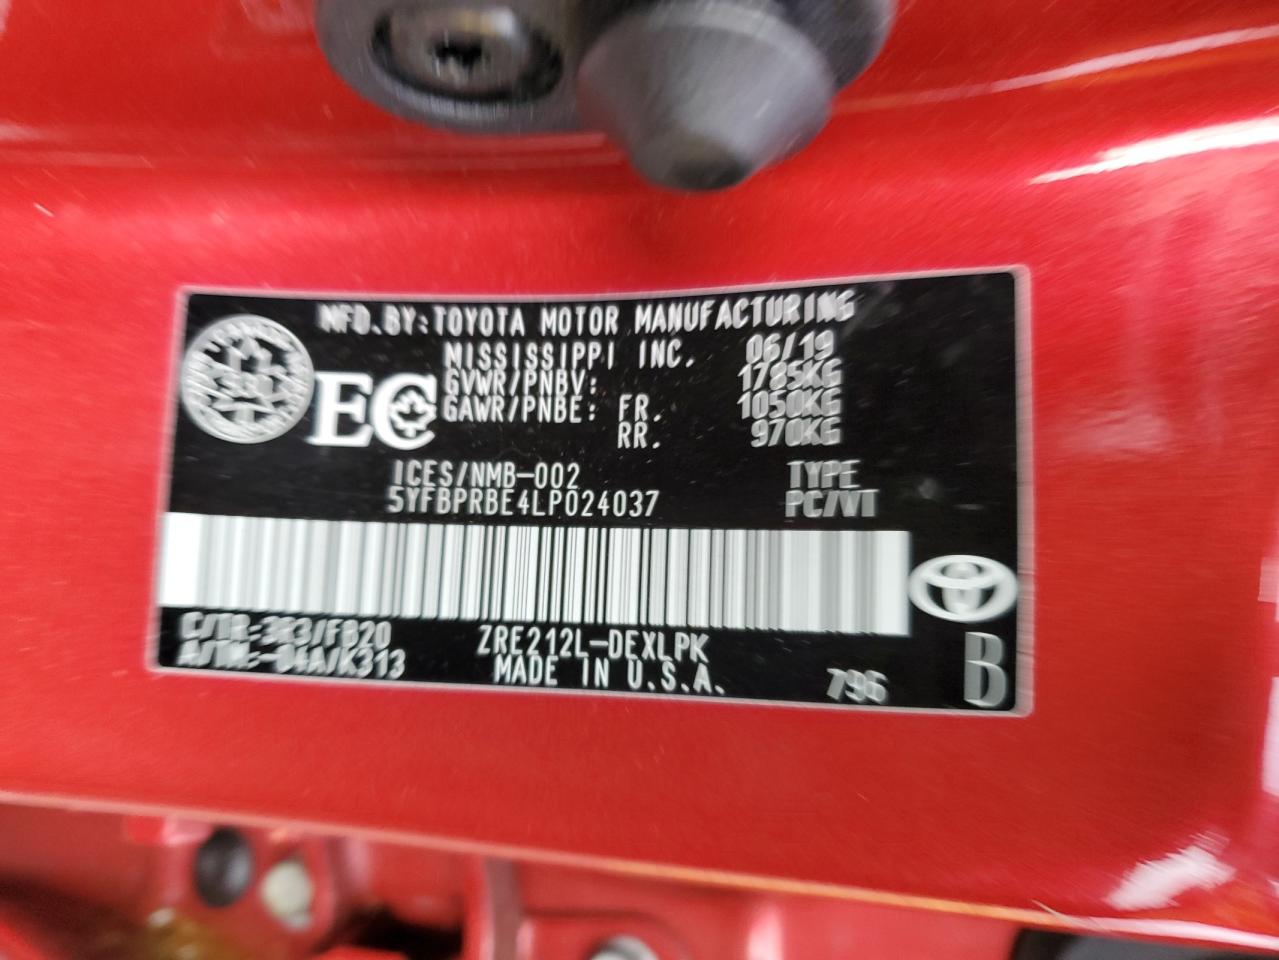 MFD.BY:TOYOTA MOTOR MANUFACTURING
MISSISSIPPI INC. 06/19
GVWR/PNBV: 1785KG
GAWR/PNBE: FR. 1050KG
RR. 970KG
EC
ICES/NMB-002 TYPE
5YFBPRBE4LP024037 PC/VT
C/TR:3R3/FB20 ZRE212L-DEXLPK
A/TM:-04A/K313 MADE IN U.S.A. 796 B